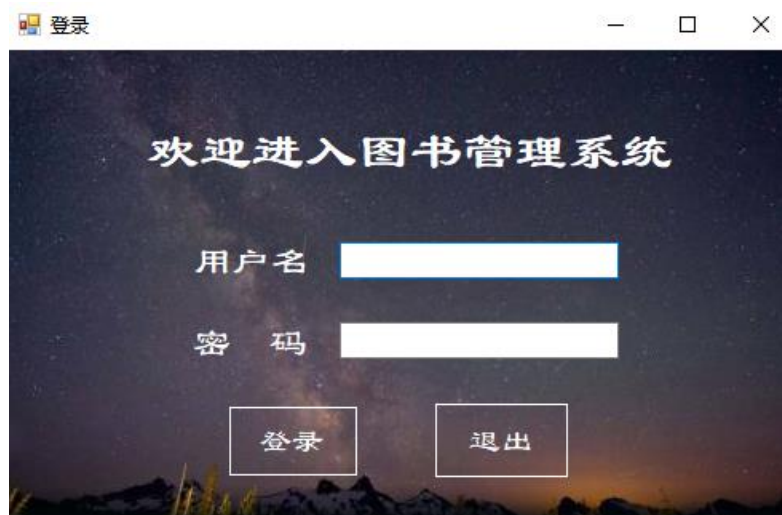 登录
欢迎进入图书管理系统
用户名
密 码
登录 退出